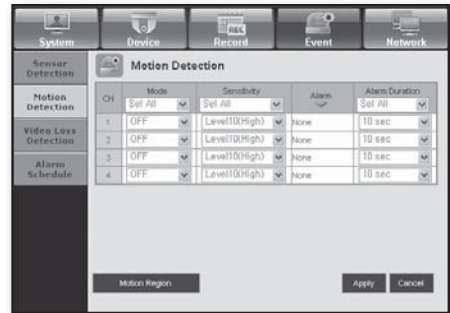 System Device Record Event Network
REC
Sensor Detection
Motion Detection
Video Loss Detection
Alarm Schedule
Motion Detection
CH Mode Sensitivity Alarm Alarm Duration
Sel All Sel All Sel All
1 OFF Level10(High) None 10 sec
2 OFF Level10(High) None 10 sec
3 OFF Level10(High) None 10 sec
4 OFF Level10(High) None 10 sec
Motion Region Apply Cancel